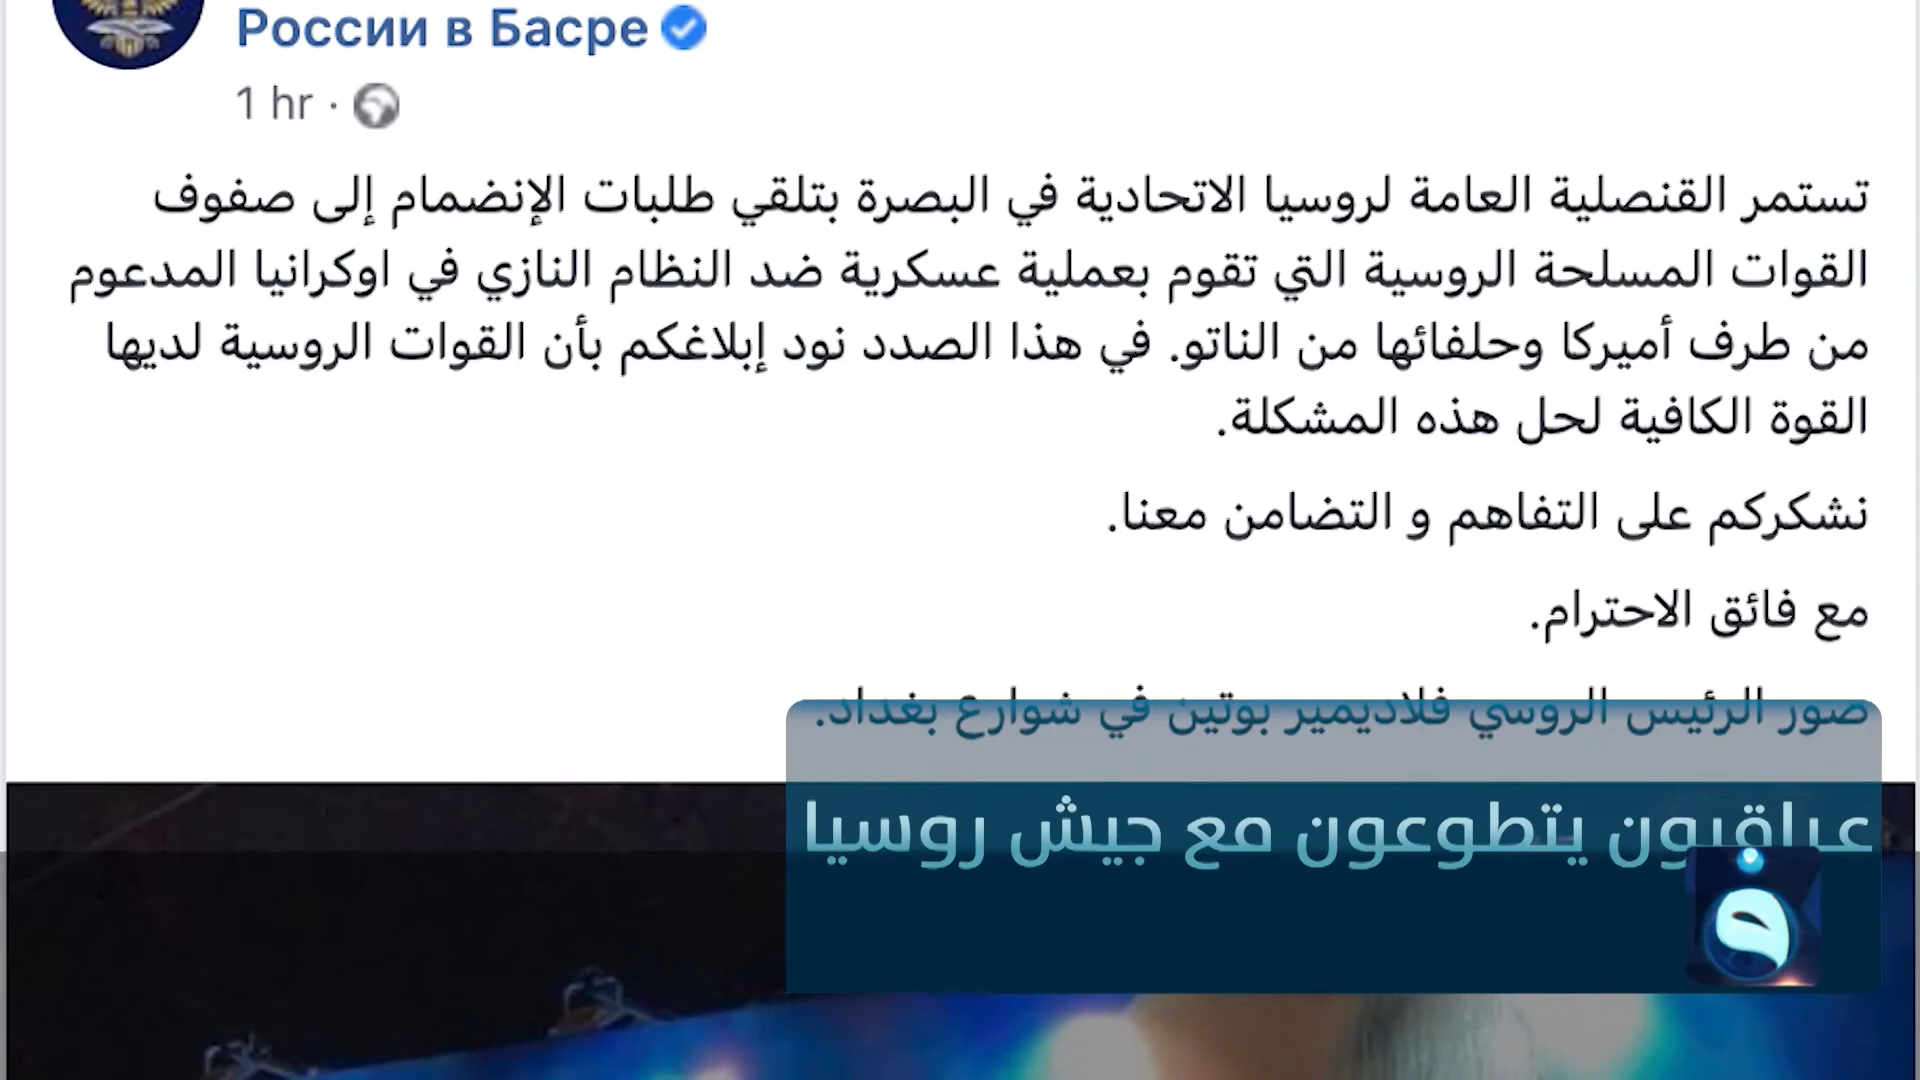 России в Басре
1 hr ·
تستمر القنصلية العامة لروسيا الاتحادية في البصرة بتلقي طلبات الإنضمام إلى صفوف
القوات المسلحة الروسية التي تقوم بعملية عسكرية ضد النظام النازي في اوكرانيا المدعوم
من طرف أميركا وحلفائها من الناتو. في هذا الصدد نود إبلاغكم بأن القوات الروسية لديها
القوة الكافية لحل هذه المشكلة.
نشكركم على التفاهم و التضامن معنا.
مع فائق الاحترام.
صور الرئيس الروسي فلاديمير بوتين في شوارع بغداد.
عراقيون يتطوعون مع جيش روسيا